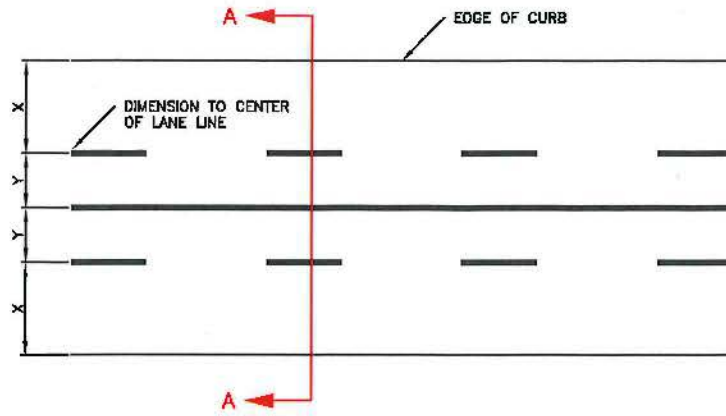 A
EDGE OF CURB
X
DIMENSION TO CENTER
OF LANE LINE
Y
Y
X
A